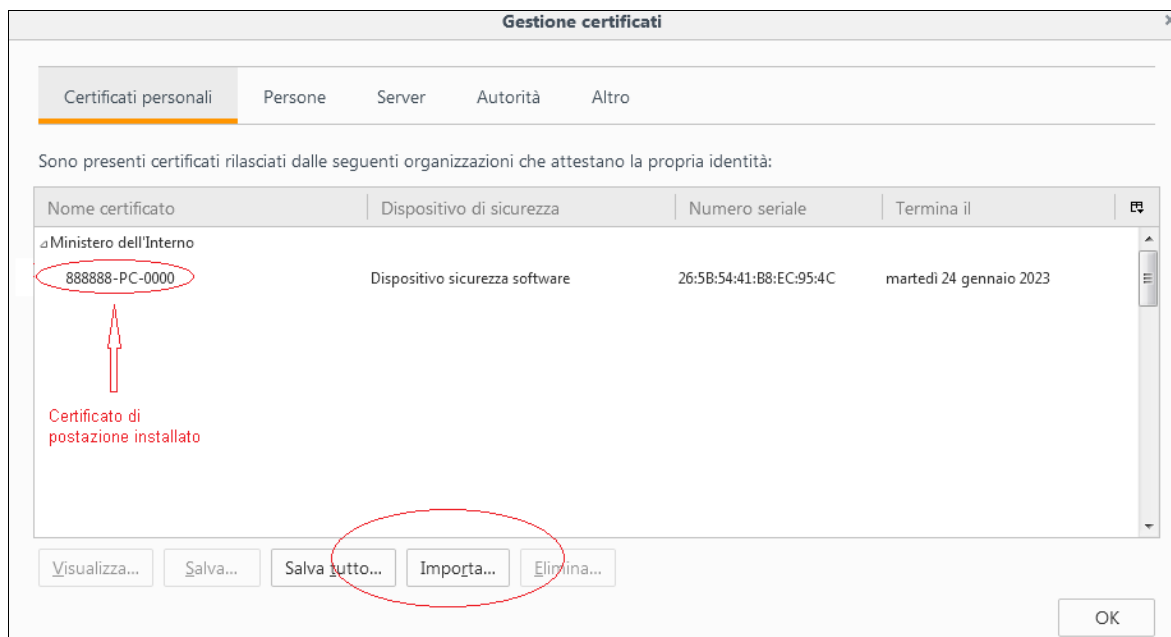 Gestione certificati
Certificati personali Persone Server Autorità Altro
Sono presenti certificati rilasciati dalle seguenti organizzazioni che attestano la propria identità:
Nome certificato Dispositivo di sicurezza Numero seriale Termina il
Ministero dell'Interno
888888-PC-0000 Dispositivo sicurezza software 26:5B:54:41:B8:EC:95:4C martedì 24 gennaio 2023
Certificato di
postazione installato
Visualizza... Salva... Salva tutto... Importa... Elimina...
OK